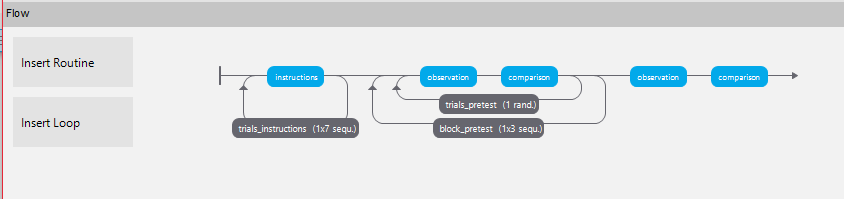 Flow
Insert Routine
Insert Loop
instructions
observation
comparison
observation
comparison
trials_pretest (1 rand.)
trials_instructions (1x7 sequ.)
block_pretest (1x3 sequ.)